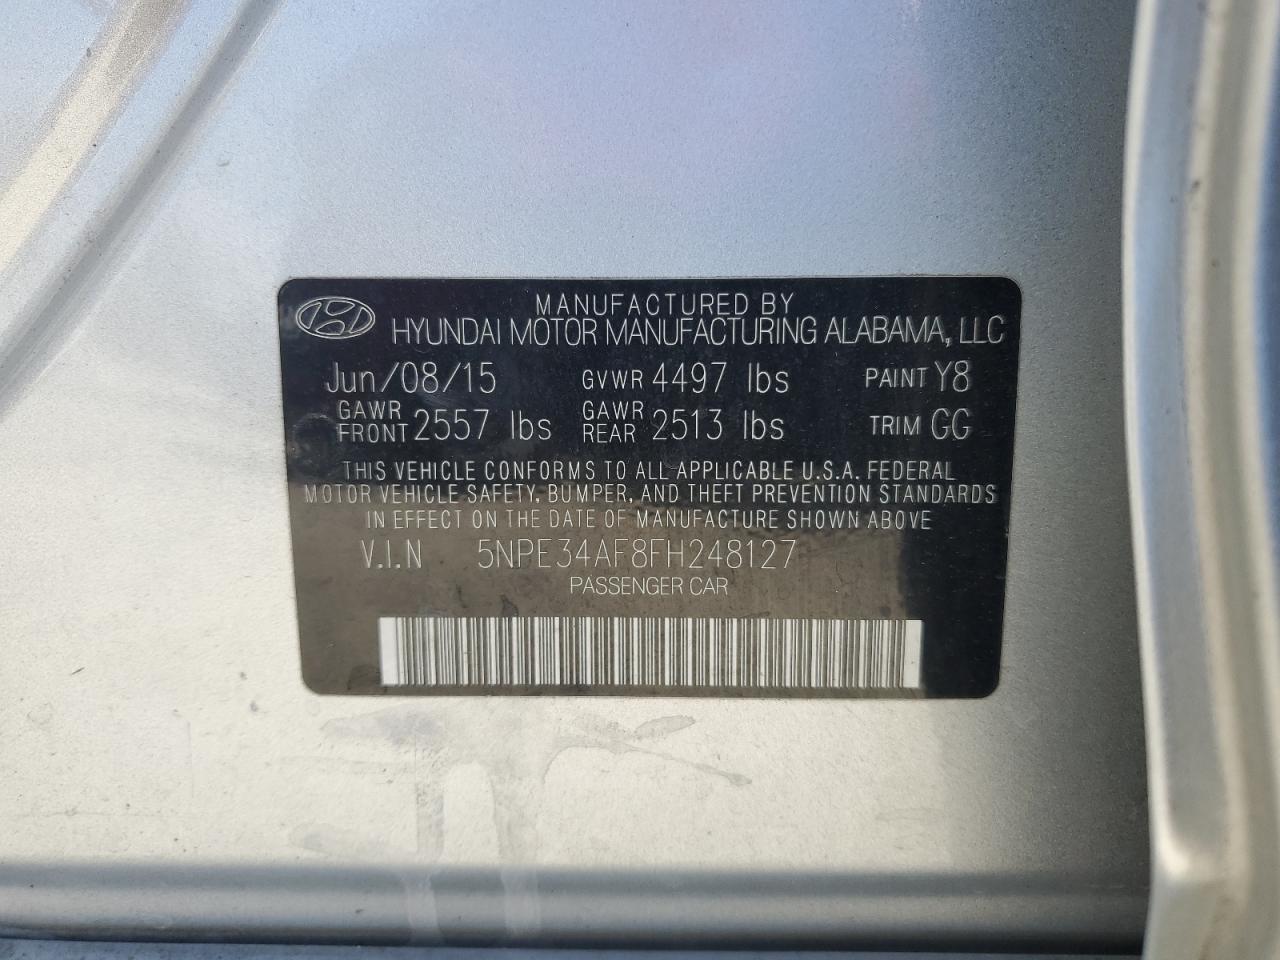 MANUFACTURED BY
HYUNDAI MOTOR MANUFACTURING ALABAMA, LLC
Jun/08/15 GVWR 4497 lbs PAINT Y8
GAWR FRONT 2557 lbs GAWR REAR 2513 lbs TRIM GG
THIS VEHICLE CONFORMS TO ALL APPLICABLE U.S.A. FEDERAL
MOTOR VEHICLE SAFETY, BUMPER, AND THEFT PREVENTION STANDARDS
IN EFFECT ON THE DATE OF MANUFACTURE SHOWN ABOVE
V.I.N 5NPE34AF8FH248127
PASSENGER CAR